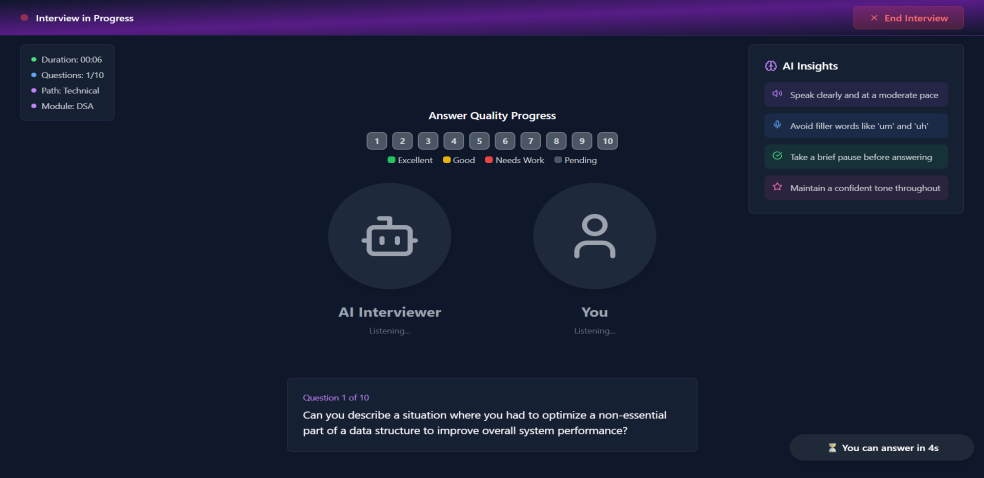 Interview in Progress
End Interview
Duration: 00:06
Questions: 1/10
Path: Technical
Module: DSA
Answer Quality Progress
1 2 3 4 5 6 7 8 9 10
Excellent Good Needs Work Pending
AI Interviewer
Listening...
You
Listening...
AI Insights
Speak clearly and at a moderate pace
Avoid filler words like 'um' and 'uh'
Take a brief pause before answering
Maintain a confident tone throughout
Question 1 of 10
Can you describe a situation where you had to optimize a non-essential
part of a data structure to improve overall system performance?
You can answer in 4s